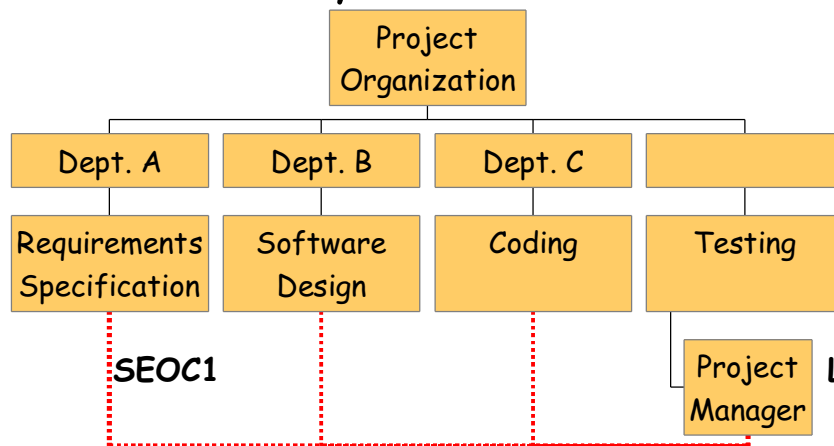 Project
Organization
Dept. A
Dept. B
Dept. C
Requirements
Specification
Software
Design
Coding
Testing
SEOC1
Project
Manager